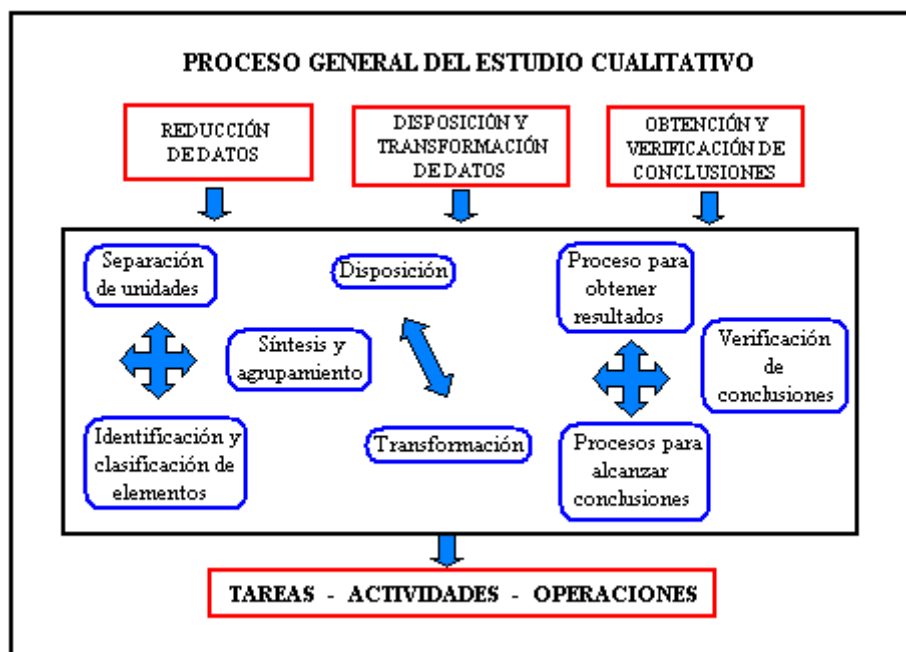 PROCESO GENERAL DEL ESTUDIO CUALITATIVO
REDUCCIÓN
DE DATOS
DISPOSICIÓN Y
TRANSFORMACIÓN
DE DATOS
OBTENCIÓN Y
VERIFICACIÓN DE
CONCLUSIONES
Separación
de unidades
Síntesis y
agrupamiento
Identificación y
clasificación de
elementos
Disposición
Transformación
Proceso para
obtener
resultados
Verificación
de
conclusiones
Procesos para
alcanzar
conclusiones
TAREAS - ACTIVIDADES - OPERACIONES